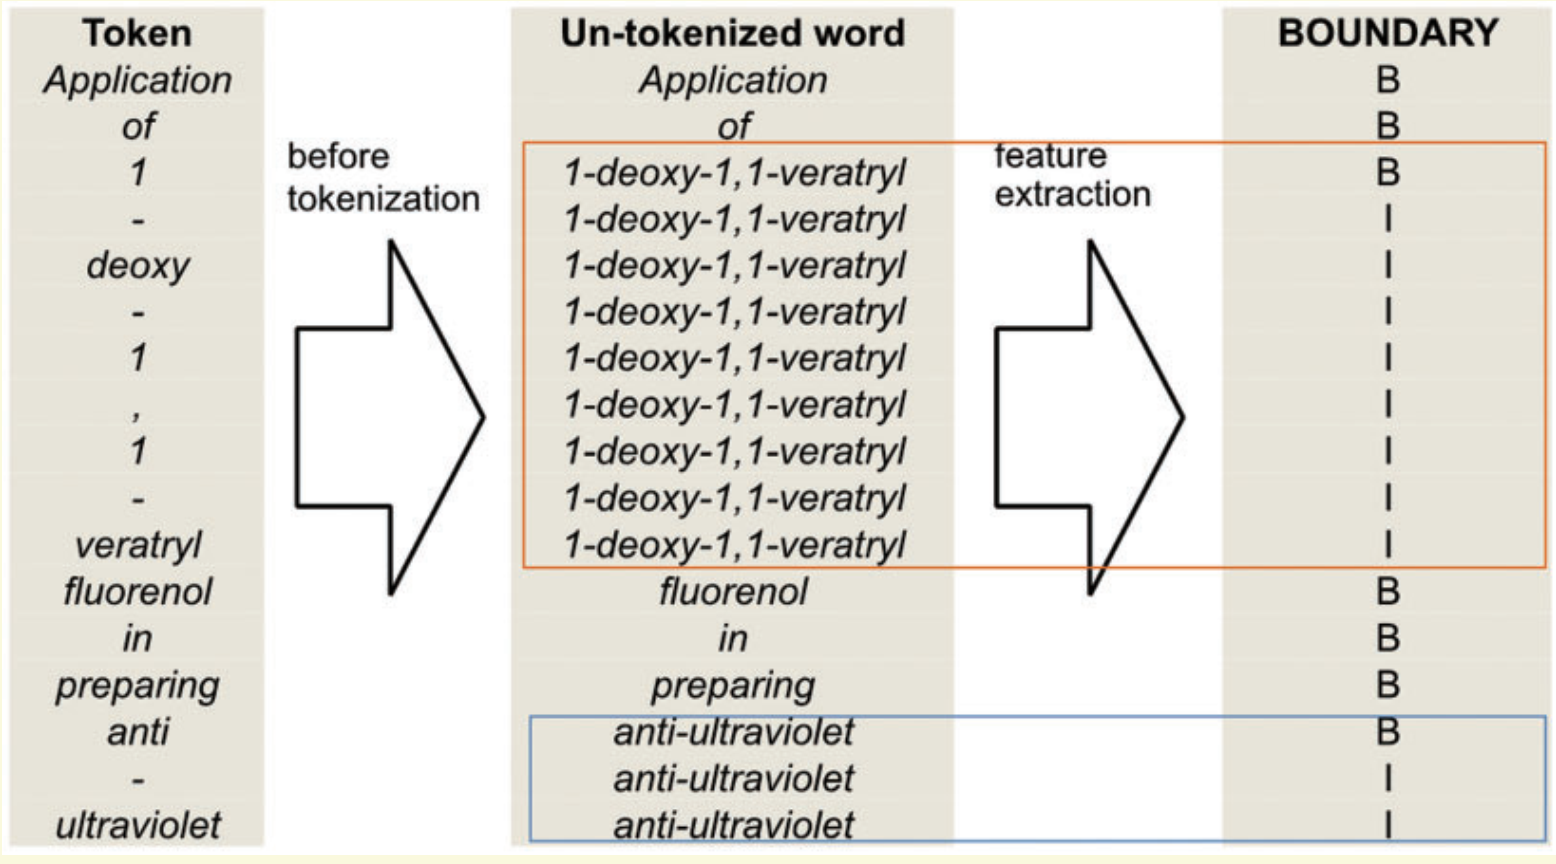 Token Un-tokenized word BOUNDARY
Application Application B
of of B
before tokenization
feature extraction
1 1-deoxy-1,1-veratryl B
- 1-deoxy-1,1-veratryl I
deoxy 1-deoxy-1,1-veratryl I
- 1-deoxy-1,1-veratryl I
1 1-deoxy-1,1-veratryl I
, 1-deoxy-1,1-veratryl I
1 1-deoxy-1,1-veratryl I
- 1-deoxy-1,1-veratryl I
veratryl 1-deoxy-1,1-veratryl I
fluorenol fluorenol B
in in B
preparing preparing B
anti anti-ultraviolet B
- anti-ultraviolet I
ultraviolet anti-ultraviolet I